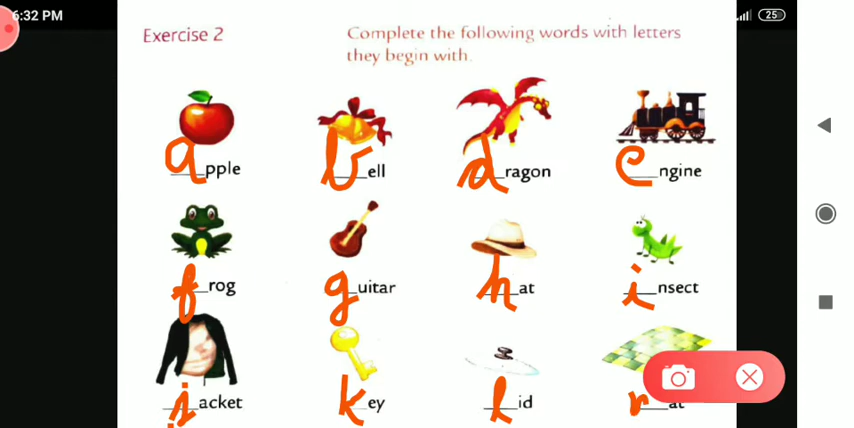 6:32 PM
25
Exercise 2
Complete the following words with letters
they begin with.
apple bell dragon engine
frog guitar hat insect
jacket key lid